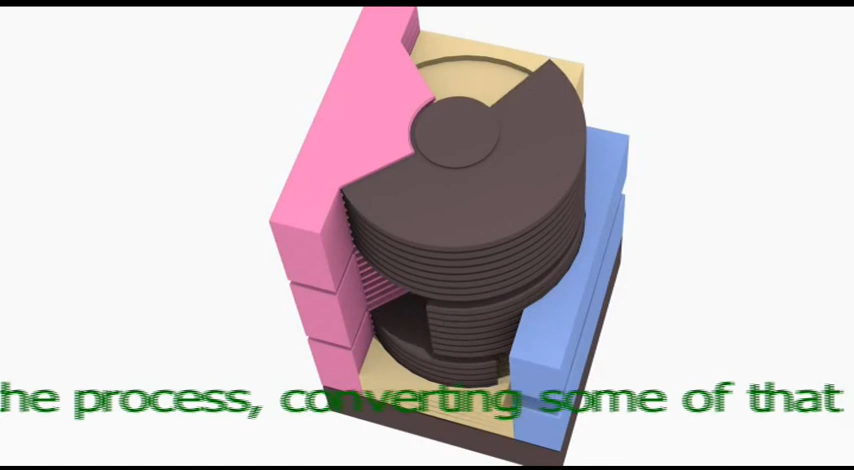 he process, converting some of that